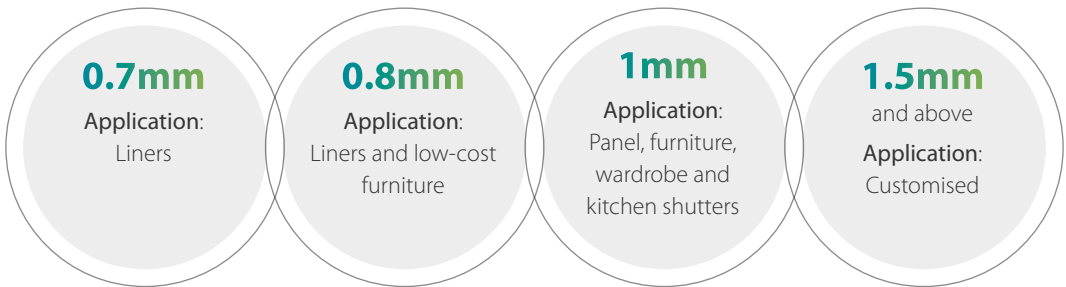 0.7mm
Application:
Liners
0.8mm
Application:
Liners and low-cost
furniture
1mm
Application:
Panel, furniture,
wardrobe and
kitchen shutters
1.5mm
and above
Application:
Customised